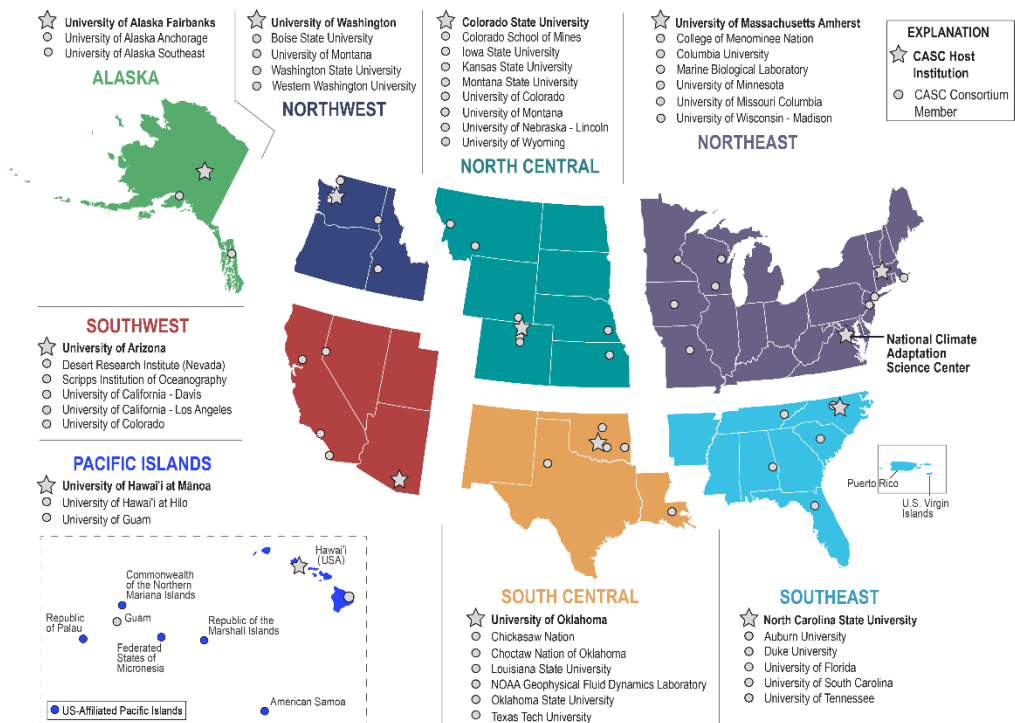 University of Alaska Fairbanks
University of Alaska Anchorage
University of Alaska Southeast
ALASKA
University of Washington
Boise State University
University of Montana
Washington State University
Western Washington University
NORTHWEST
Colorado State University
Colorado School of Mines
Iowa State University
Kansas State University
Montana State University
University of Colorado
University of Montana
University of Nebraska - Lincoln
University of Wyoming
NORTH CENTRAL
University of Massachusetts Amherst
College of Menominee Nation
Columbia University
Marine Biological Laboratory
University of Minnesota
University of Missouri Columbia
University of Wisconsin - Madison
NORTHEAST
EXPLANATION
CASC Host
Institution
CASC Consortium
Member
National Climate
Adaptation
Science Center
SOUTHWEST
University of Arizona
Desert Research Institute (Nevada)
Scripps Institution of Oceanography
University of California - Davis
University of California - Los Angeles
University of Colorado
PACIFIC ISLANDS
University of Hawai'i at Mānoa
University of Hawai'i at Hilo
University of Guam
Hawai'i
(USA)
Commonwealth
of the Northern
Mariana Islands
Guam
Republic
of Palau
Federated
States of
Micronesia
Republic of the
Marshall Islands
American Samoa
US-Affiliated Pacific Islands
Puerto Rico
U.S. Virgin
Islands
SOUTH CENTRAL
University of Oklahoma
Chickasaw Nation
Choctaw Nation of Oklahoma
Louisiana State University
NOAA Geophysical Fluid Dynamics Laboratory
Oklahoma State University
Texas Tech University
SOUTHEAST
North Carolina State University
Auburn University
Duke University
University of Florida
University of South Carolina
University of Tennessee